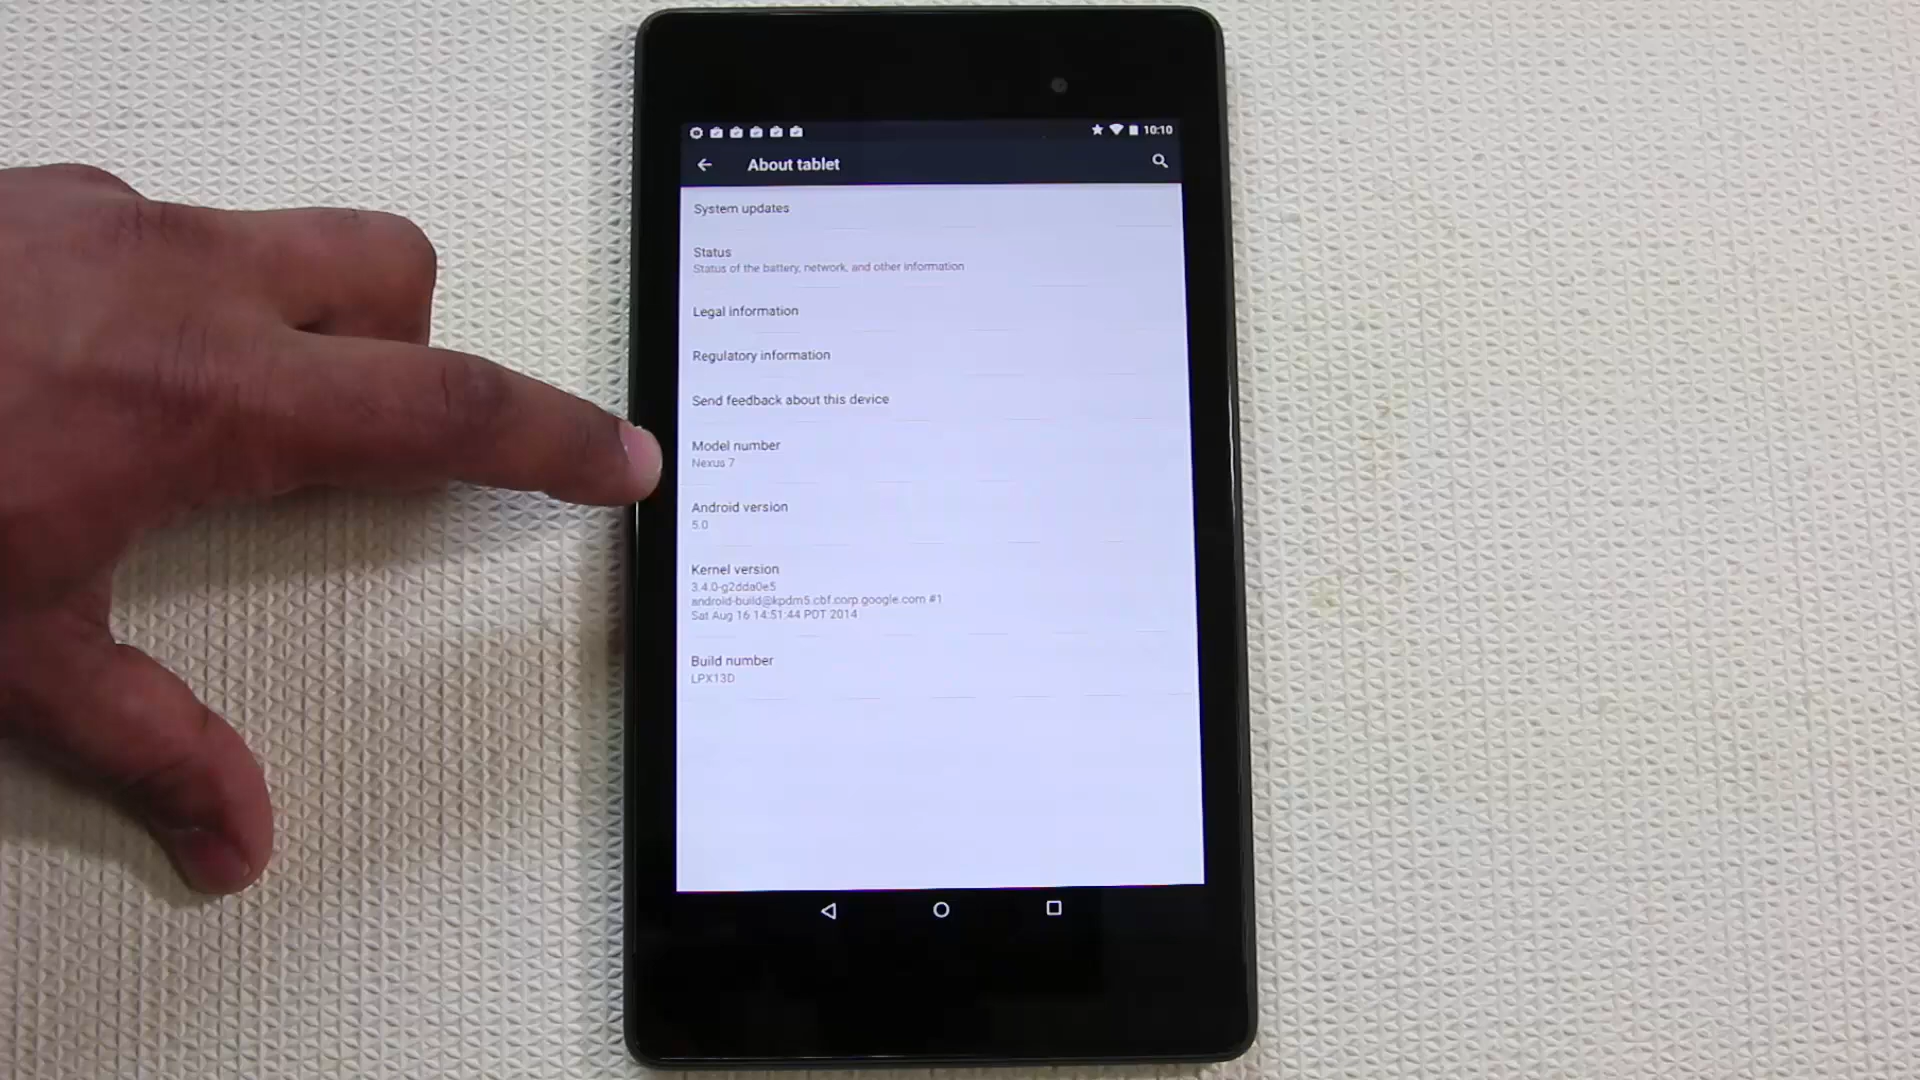 10:10
About tablet
System updates
Status
Status of the battery, network, and other information
Legal information
Regulatory information
Send feedback about this device
Model number
Nexus 7
Android version
5.0
Kernel version
3.4.0-g2dda0e5
android-build@kpdm5.cbf.corp.google.com #1
Sat Aug 16 14:51:44 PDT 2014
Build number
LPX13D